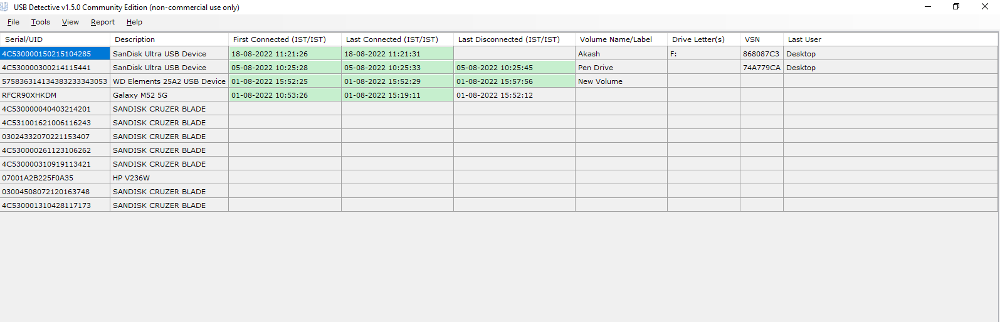 USB Detective v1.5.0 Community Edition (non-commercial use only)
File Tools View Report Help
Serial/UID Description First Connected (IST/IST) Last Connected (IST/IST) Last Disconnected (IST/IST) Volume Name/Label Drive Letter(s) VSN Last User
4C530000150215104285 SanDisk Ultra USB Device 18-08-2022 11:21:26 18-08-2022 11:21:31 Akash F: 868087C3 Desktop
4C530000300214115441 SanDisk Ultra USB Device 05-08-2022 10:25:28 05-08-2022 10:25:33 05-08-2022 10:25:45 Pen Drive 74A779CA Desktop
575836314134383233343053 WD Elements 25A2 USB Device 01-08-2022 15:52:25 01-08-2022 15:52:29 01-08-2022 15:57:56 New Volume
RFCR90XHKDM Galaxy M52 5G 01-08-2022 10:53:26 01-08-2022 15:19:11 01-08-2022 15:52:12
4C530000040403214201 SANDISK CRUZER BLADE
4C531001621006116243 SANDISK CRUZER BLADE
03024332070221153407 SANDISK CRUZER BLADE
4C530000261123106262 SANDISK CRUZER BLADE
4C530000310919113421 SANDISK CRUZER BLADE
07001A2B225F0A35 HP V236W
03004508072120163748 SANDISK CRUZER BLADE
4C530001310428117173 SANDISK CRUZER BLADE